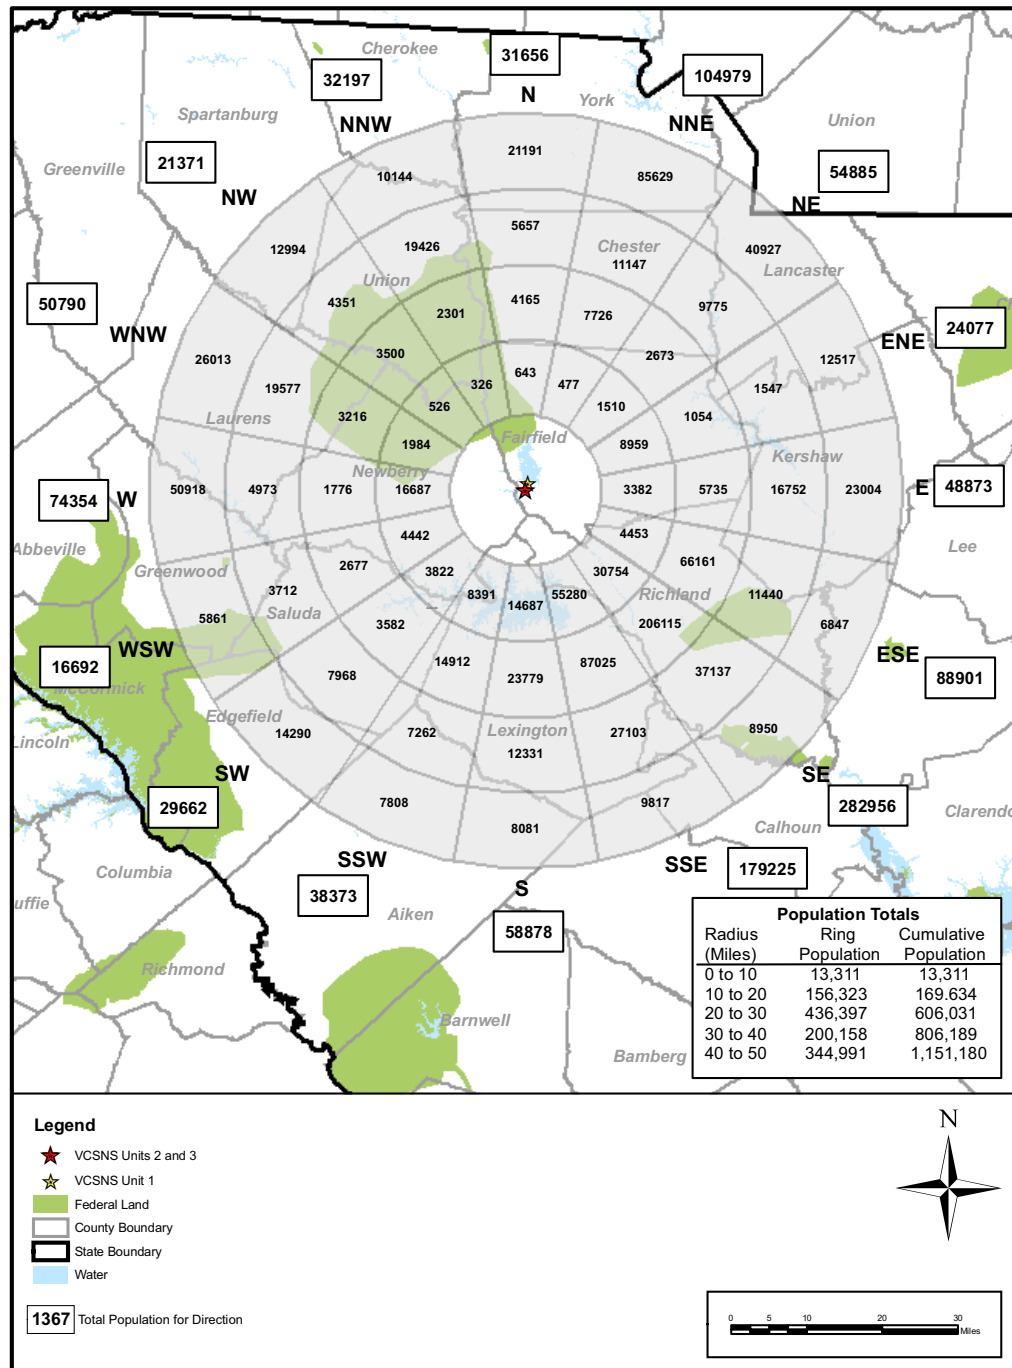 Cherokee
31656
32197
104979
N
York
NNW
NNE
Spartanburg
Union
21371
21191
54885
Greenville
10144
85629
NW
NE
5657
40927
12994
19426
Chester
11147
Lancaster
Union
50790
4351
4165
9775
2301
7726
24077
WNW
ENE
26013
3500
2673
12517
643
19577
326
477
1547
3216
526
1510
1054
Laurens
1984
Fairfield
8959
Kershaw
Newberry
74354
W
50918
4973
1776
16687
3382
5735
16752
23004
E
48873
4442
4453
Abbeville
Lee
2677
66161
Greenwood
3822
30754
3712
8391
14687
55280
Richland
11440
5861
Saluda
3582
206115
6847
WSW
ESE
16692
14912
87025
37137
88901
7968
23779
McCormick
Edgefield
14290
7262
Lexington
27103
8950
Lincoln
12331
SW
SE
29662
7808
9817
282956
8081
Calhoun
Clarendo
SSW
SSE
Columbia
179225
38373
S
uffie
Aiken
58878
Population Totals
Radius Ring Cumulative
(Miles) Population Population
0 to 10 13,311 13,311
10 to 20 156,323 169.634
20 to 30 436,397 606,031
30 to 40 200,158 806,189
40 to 50 344,991 1,151,180
Richmond
Barnwell
Bamberg
Legend
VCSNS Units 2 and 3
VCSNS Unit 1
Federal Land
County Boundary
State Boundary
Water
1367 Total Population for Direction
N
0 5 10 20 30
Miles